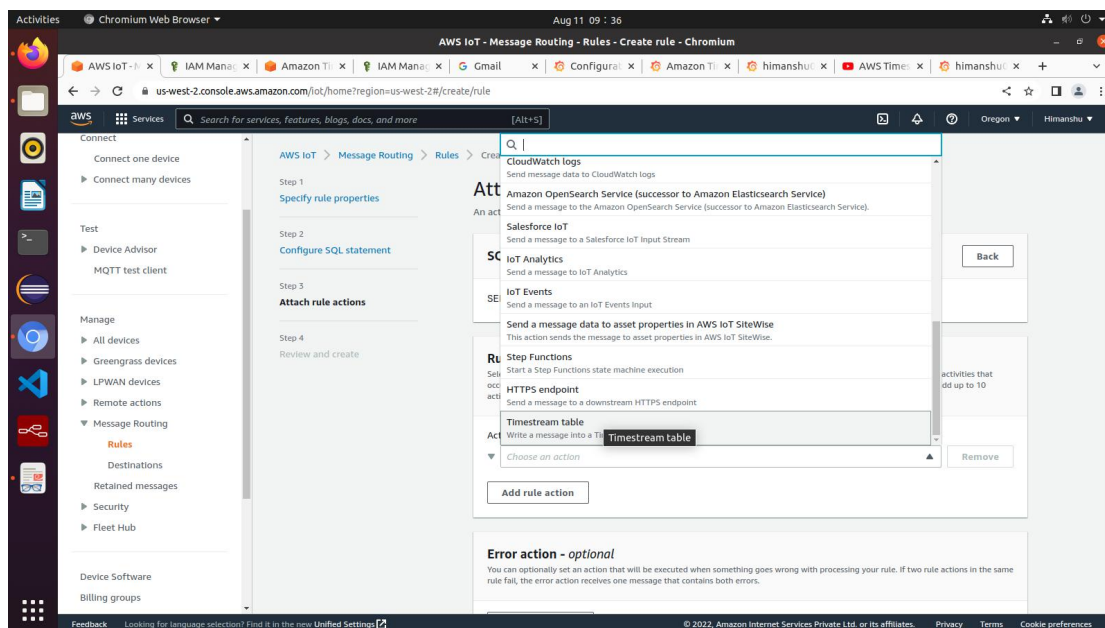 Activities
Chromium Web Browser
Aug 11 09 : 36
AWS IoT - Message Routing - Rules - Create rule - Chromium
AWS IoT - M
IAM Manag
Amazon Ti
IAM Manag
Gmail
Configurat
Amazon Ti
himanshu
AWS Times
himanshu
us-west-2.console.aws.amazon.com/iot/home?region=us-west-2#/create/rule
aws
Services
Search for services, features, blogs, docs, and more
[Alt+S]
Oregon
Himanshu
Connect
Connect one device
Connect many devices
Test
Device Advisor
MQTT test client
Manage
All devices
Greengrass devices
LPWAN devices
Remote actions
Message Routing
Rules
Destinations
Retained messages
Security
Fleet Hub
Device Software
Billing groups
AWS IoT > Message Routing > Rules > Crea
Step 1
Specify rule properties
Step 2
Configure SQL statement
Step 3
Attach rule actions
Step 4
Review and create
Att
An act
SQ
Back
SE
Ru
Sel
occ
acti
activities that
dd up to 10
Act
CloudWatch logs
Send message data to CloudWatch logs
Amazon OpenSearch Service (successor to Amazon Elasticsearch Service)
Send a message to the Amazon OpenSearch Service (successor to Amazon Elasticsearch Service).
Salesforce IoT
Send a message to a Salesforce IoT Input Stream
IoT Analytics
Send a message to IoT Analytics
IoT Events
Send a message to an IoT Events Input
Send a message data to asset properties in AWS IoT SiteWise
This action sends the message to asset properties in AWS IoT SiteWise.
Step Functions
Start a Step Functions state machine execution
HTTPS endpoint
Send a message to a downstream HTTPS endpoint
Timestream table
Write a message into a Ti
Timestream table
Choose an action
Remove
Add rule action
Error action - optional
You can optionally set an action that will be executed when something goes wrong with processing your rule. If two rule actions in the same
rule fail, the error action receives one message that contains both errors.
Feedback
Looking for language selection? Find it in the new Unified Settings
© 2022, Amazon Internet Services Private Ltd. or its affiliates.
Privacy
Terms
Cookie preferences